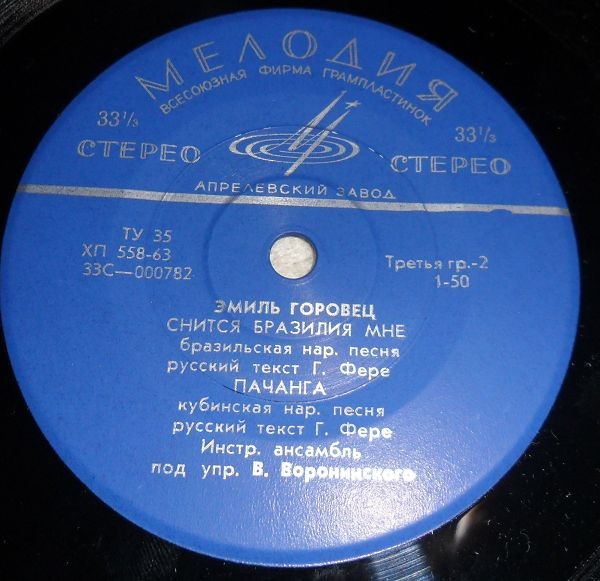 МЕЛОДИЯ
ВСЕСОЮЗНАЯ ФИРМА ГРАМПЛАСТИНОК
33⅓
СТЕРЕО
33⅓
СТЕРЕО
АПРЕЛЕВСКИЙ ЗАВОД
ТУ 35
ХП 558-63
33С—000782
Третья гр.-2
1-50
ЭМИЛЬ ГОРОВЕЦ
СНИТСЯ БРАЗИЛИЯ МНЕ
бразильская нар. песня
русский текст Г. Фере
ПАЧАНГА
кубинская нар. песня
русский текст Г. Фере
Инстр. ансамбль
под упр. В. Воронинского